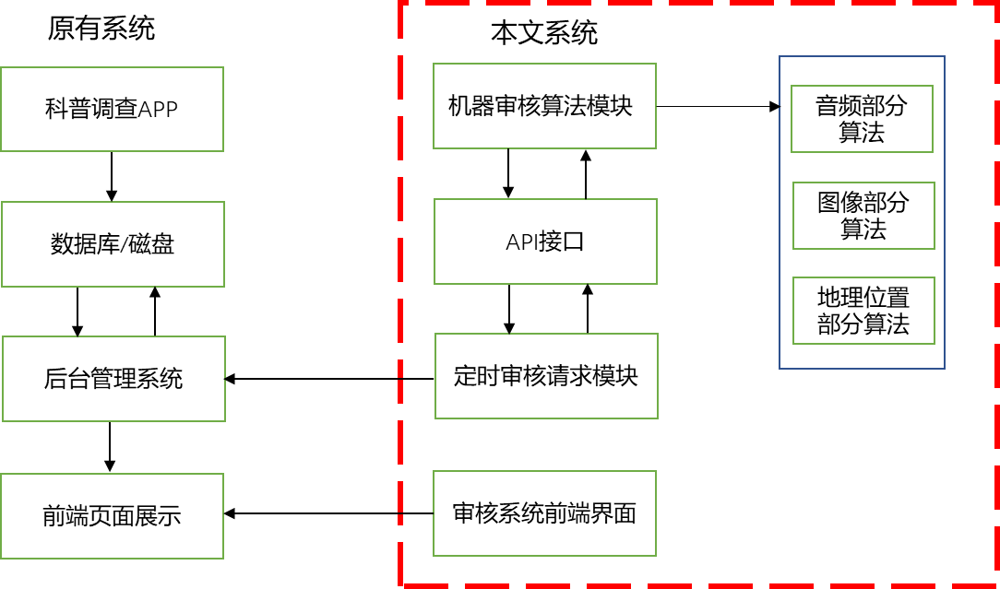 原有系统
科普调查APP
数据库/磁盘
后台管理系统
前端页面展示
本文系统
机器审核算法模块
API接口
定时审核请求模块
审核系统前端界面
音频部分
算法
图像部分
算法
地理位置
部分算法